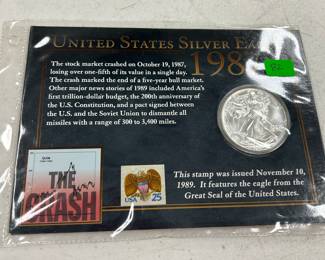 UNITED STATES SILVER EA
198
The stock market crashed on October 19, 1987,
losing over one-fifth of its value in a single day.
The crash marked the end of a five-year bull market.
Other major news stories of 1989 included America's
first trillion-dollar budget, the 200th anniversary of
the U.S. Constitution, and a pact signed between
the U.S. and the Soviet Union to dismantle all
missiles with a range of 300 to 3,400 miles.
THE
CRASH
USA 25
This stamp was issued November 10,
1989. It features the eagle from the
Great Seal of the United States.